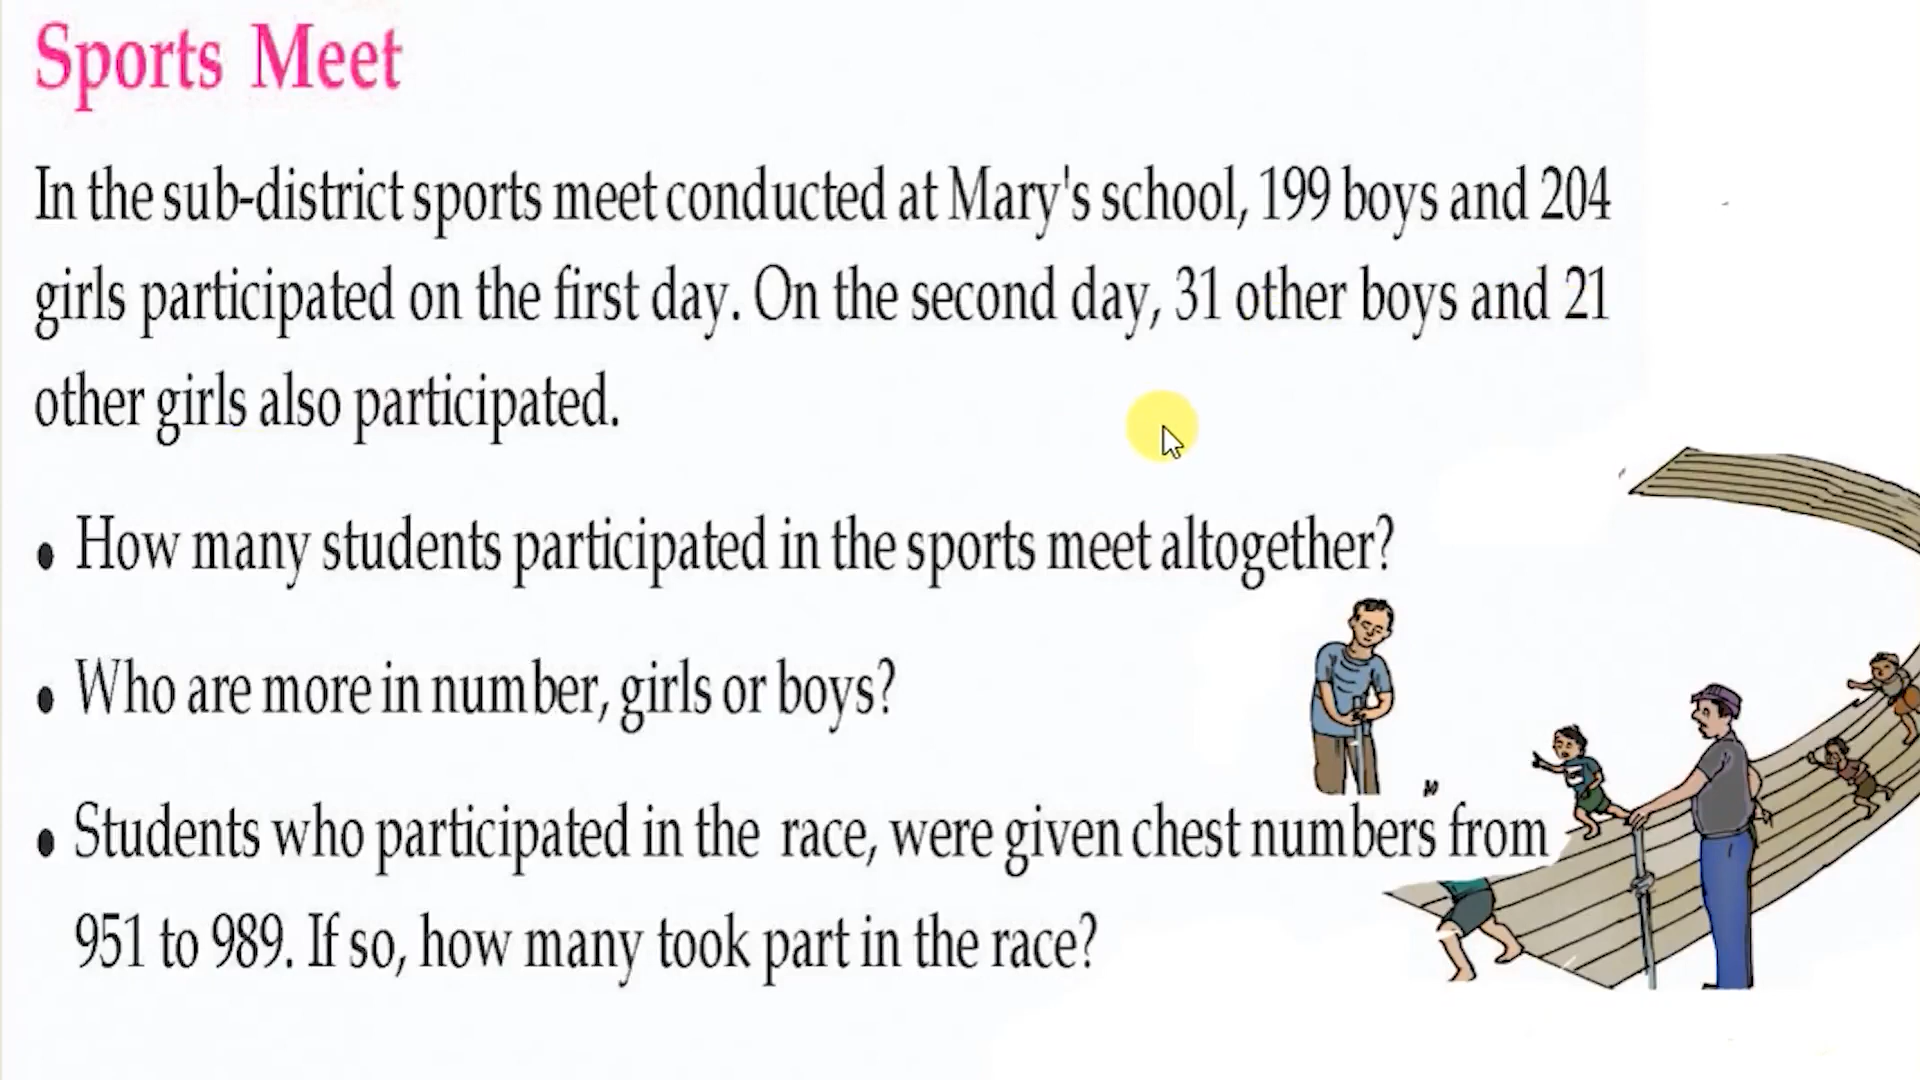 Sports Meet
In the sub-district sports meet conducted at Mary's school, 199 boys and 204
girls participated on the first day. On the second day, 31 other boys and 21
other girls also participated.
• How many students participated in the sports meet altogether?
• Who are more in number, girls or boys?
• Students who participated in the race, were given chest numbers from
951 to 989. If so, how many took part in the race?